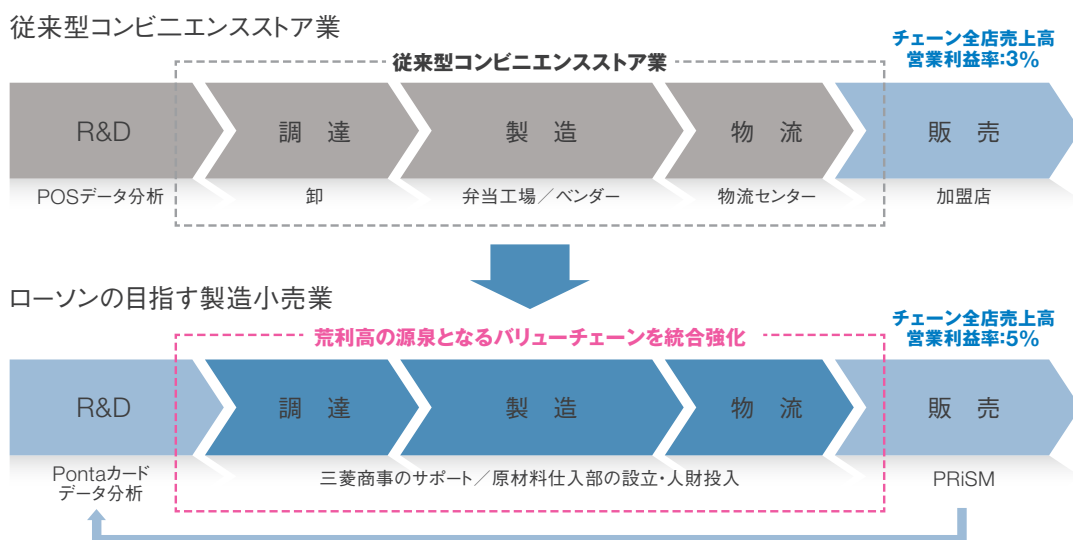 従来型コンビニエンスストア業
チェーン全店売上高
営業利益率:3%
従来型コンビニエンスストア業
R&D
調 達
製 造
物 流
販 売
POSデータ分析
卸
弁当工場／ベンダー
物流センター
加盟店
ローソンの目指す製造小売業
チェーン全店売上高
営業利益率:5%
荒利高の源泉となるバリューチェーンを統合強化
R&D
調 達
製 造
物 流
販 売
Pontaカード
データ分析
三菱商事のサポート／原材料仕入部の設立・人財投入
PRiSM